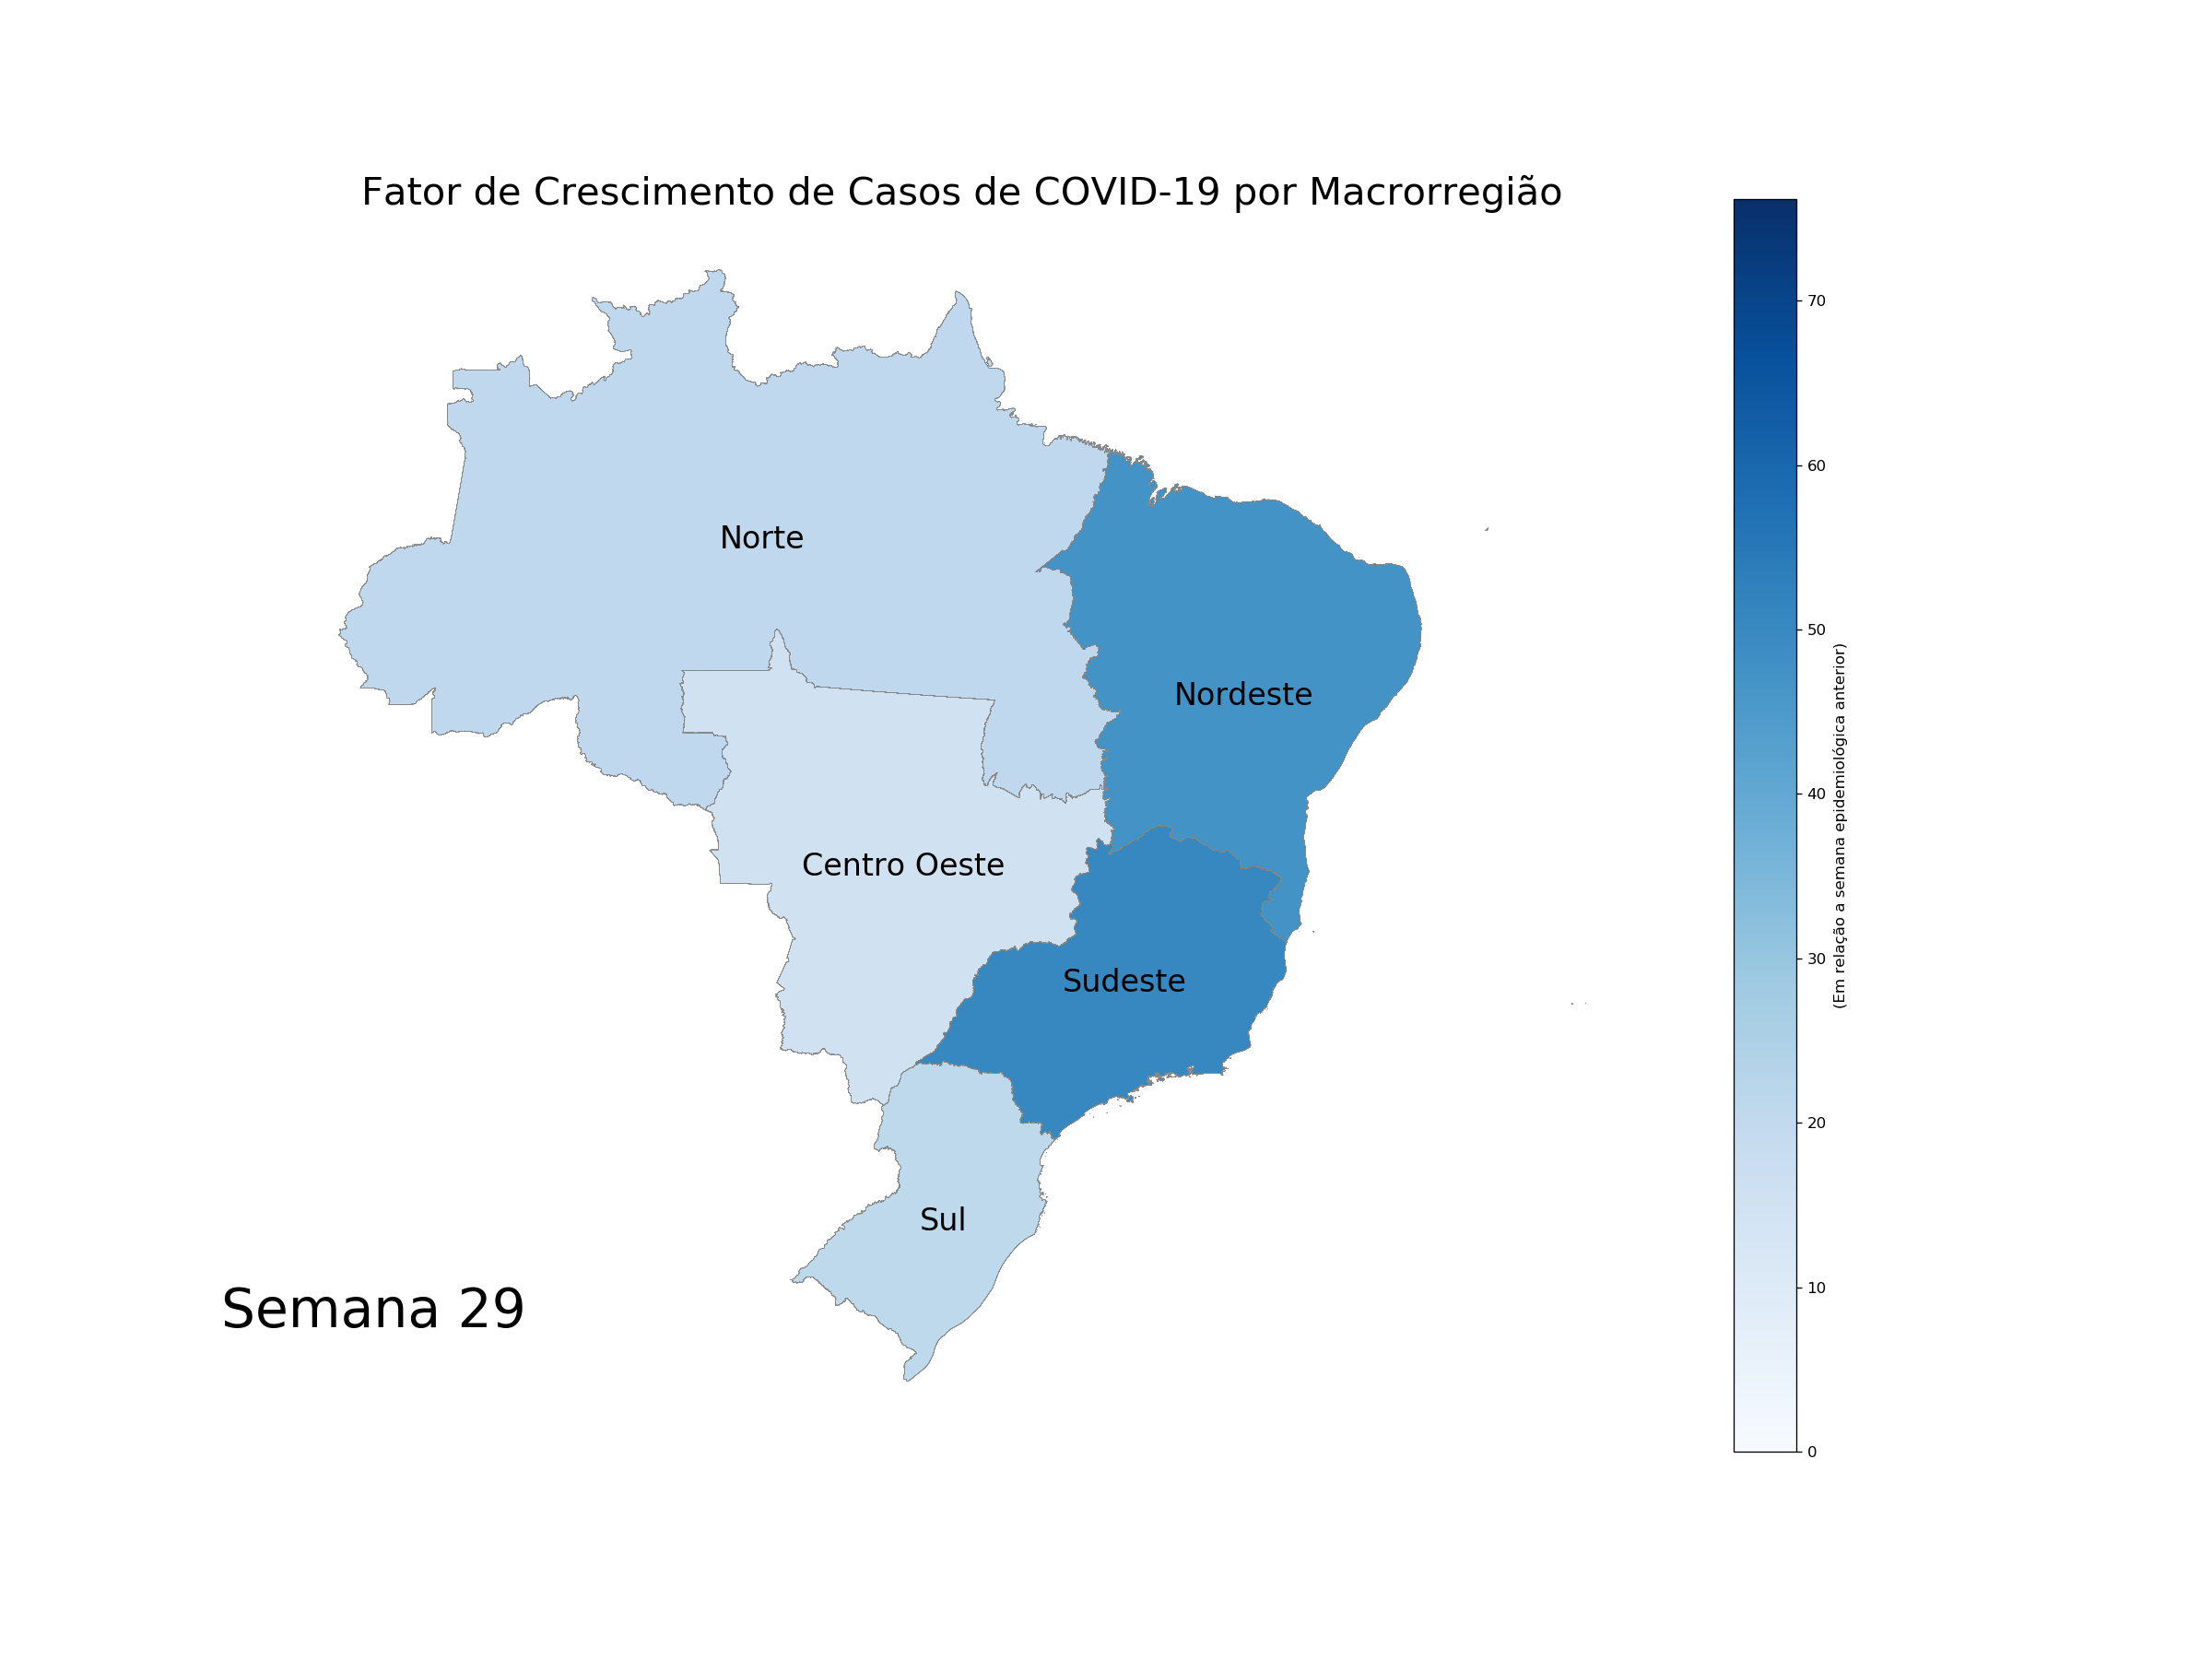 Fator de Crescimento de Casos de COVID-19 por Macrorregião
Norte
Nordeste
Centro Oeste
Sudeste
Sul
Semana 29
70
60
50
40
30
20
10
0
(Em relação a semana epidemiológica anterior)